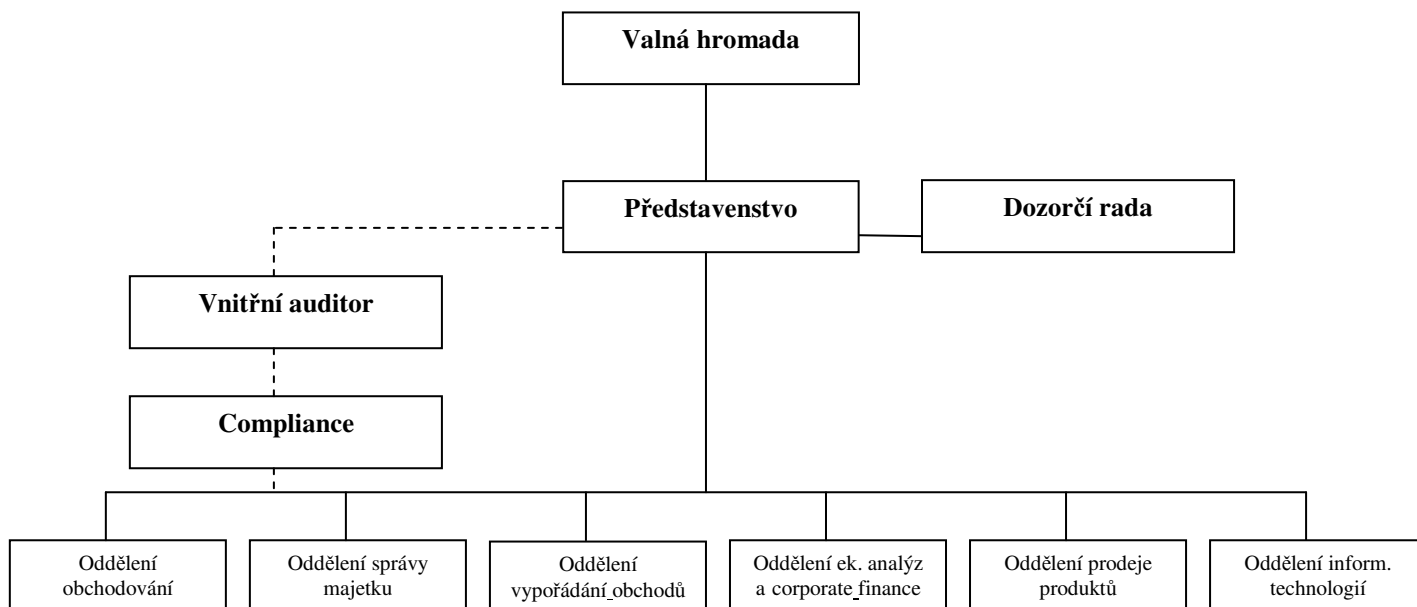 Valná hromada
Představenstvo
Dozorčí rada
Vnitřní auditor
Compliance
Oddělení
obchodování
Oddělení správy
majetku
Oddělení
vypořádání obchodů
Oddělení ek. analýz
a corporate finance
Oddělení prodeje
produktů
Oddělení inform.
technologií